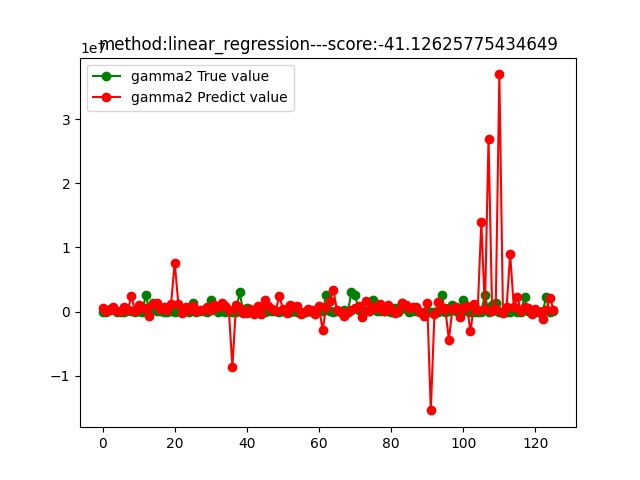 method:linear_regression---score:-41.12625775434649
1e7
gamma2 True value
gamma2 Predict value
3
2
1
0
−1
0 20 40 60 80 100 120